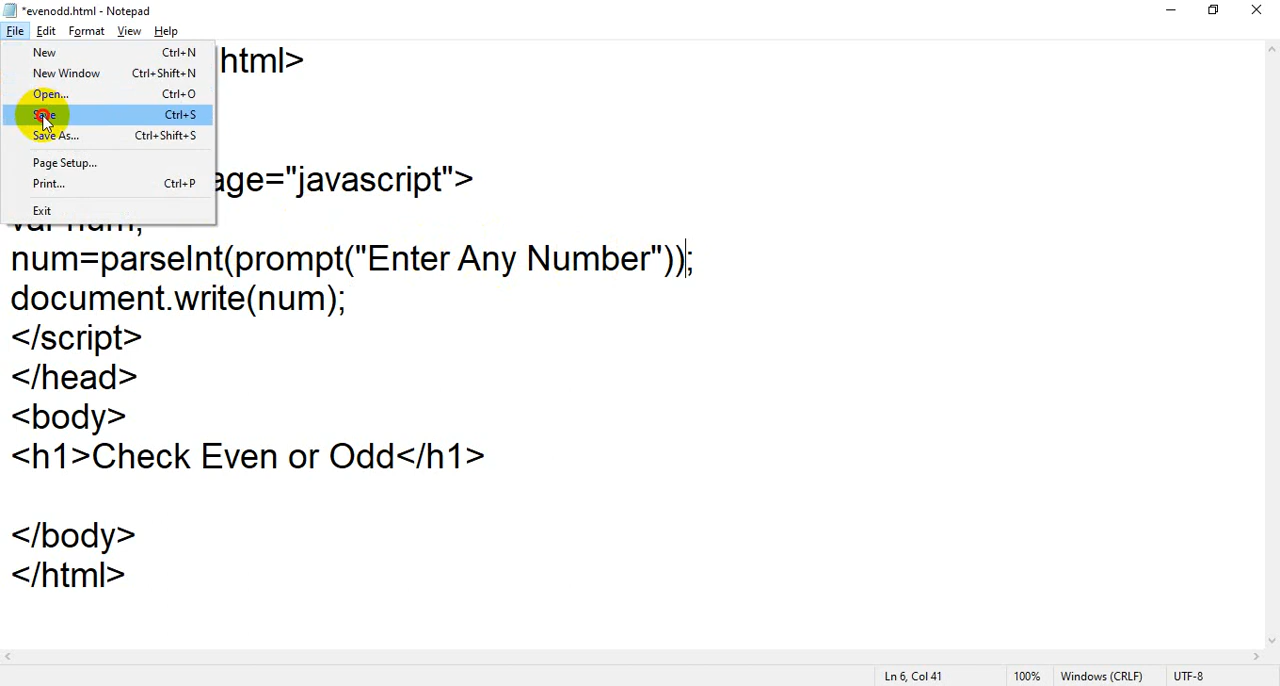 *evenodd.html - Notepad
File Edit Format View Help
New Ctrl+N
New Window Ctrl+Shift+N
Open... Ctrl+O
Save Ctrl+S
Save As... Ctrl+Shift+S
Page Setup...
Print... Ctrl+P
Exit
html>
age="javascript">
num=parseInt(prompt("Enter Any Number"));
document.write(num);
</script>
</head>
<body>
<h1>Check Even or Odd</h1>
</body>
</html>
Ln 6, Col 41 100% Windows (CRLF) UTF-8